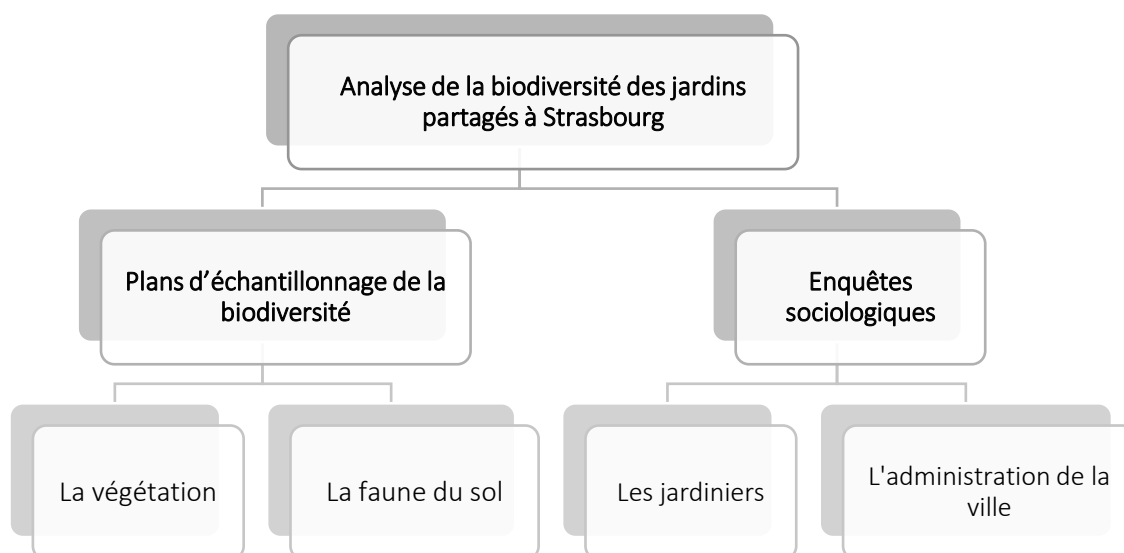 Analyse de la biodiversité des jardins
partagés à Strasbourg
Plans d’échantillonnage de la
biodiversité
Enquêtes
sociologiques
La végétation
La faune du sol
Les jardiniers
L'administration de la
ville